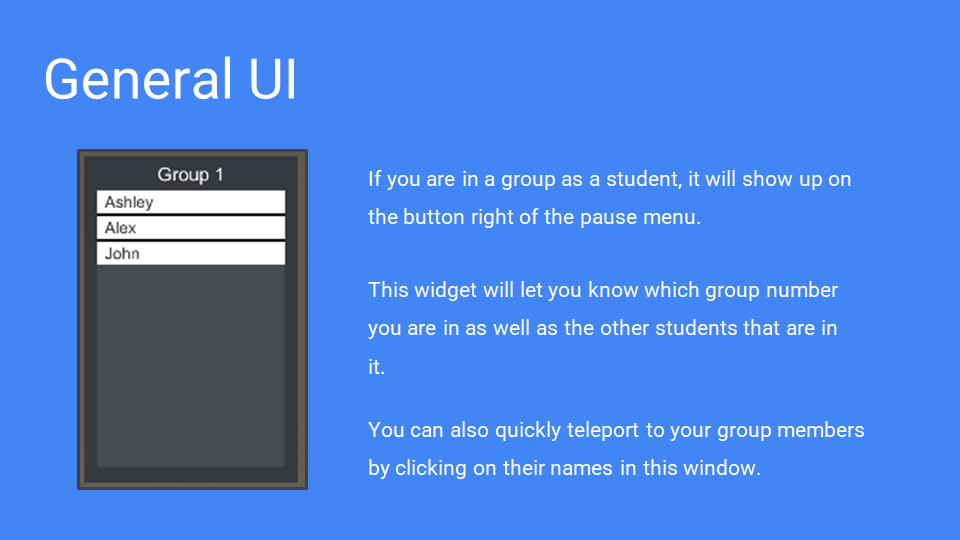 General UI
Group 1
Ashley
Alex
John
If you are in a group as a student, it will show up on
the button right of the pause menu.
This widget will let you know which group number
you are in as well as the other students that are in
it.
You can also quickly teleport to your group members
by clicking on their names in this window.